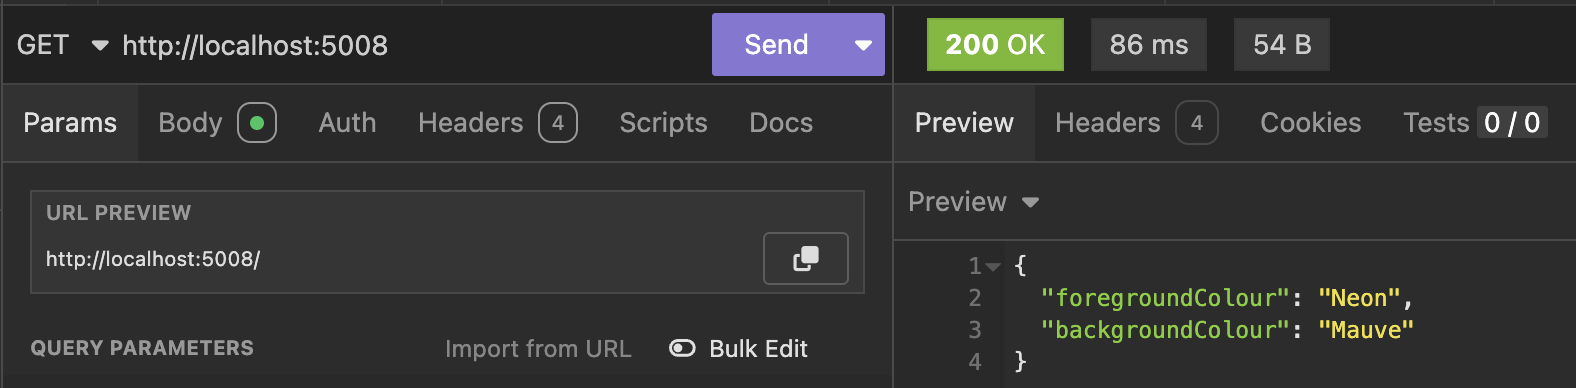 GET http://localhost:5008 Send
Params Body Auth Headers 4 Scripts Docs
URL PREVIEW
http://localhost:5008/
QUERY PARAMETERS Import from URL Bulk Edit
200 OK 86 ms 54 B
Preview Headers 4 Cookies Tests 0 / 0
Preview
1 {
2 "foregroundColour": "Neon",
3 "backgroundColour": "Mauve"
4 }